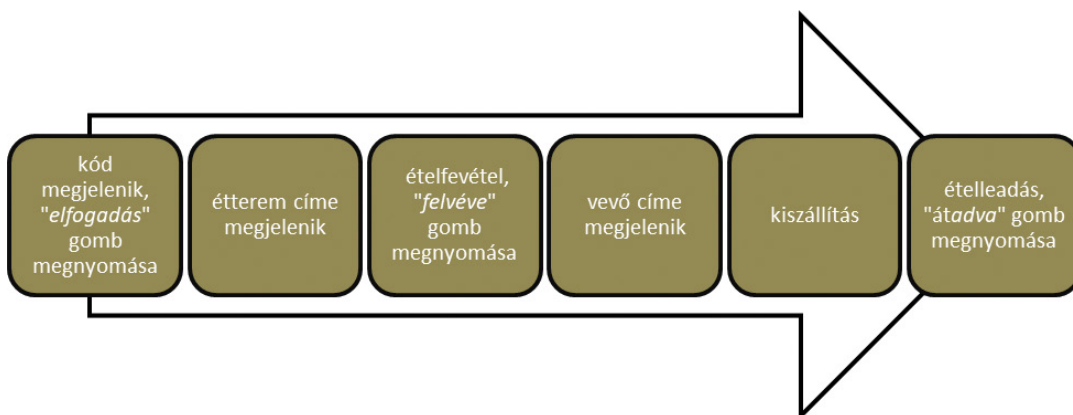 kód
megjelenik,
"elfogadás"
gomb
megnyomása
étterem címe
megjelenik
ételfevétel,
"felvéve"
gomb
megnyomása
vevő címe
megjelenik
kiszállítás
ételleadás,
"átadva" gomb
megnyomása